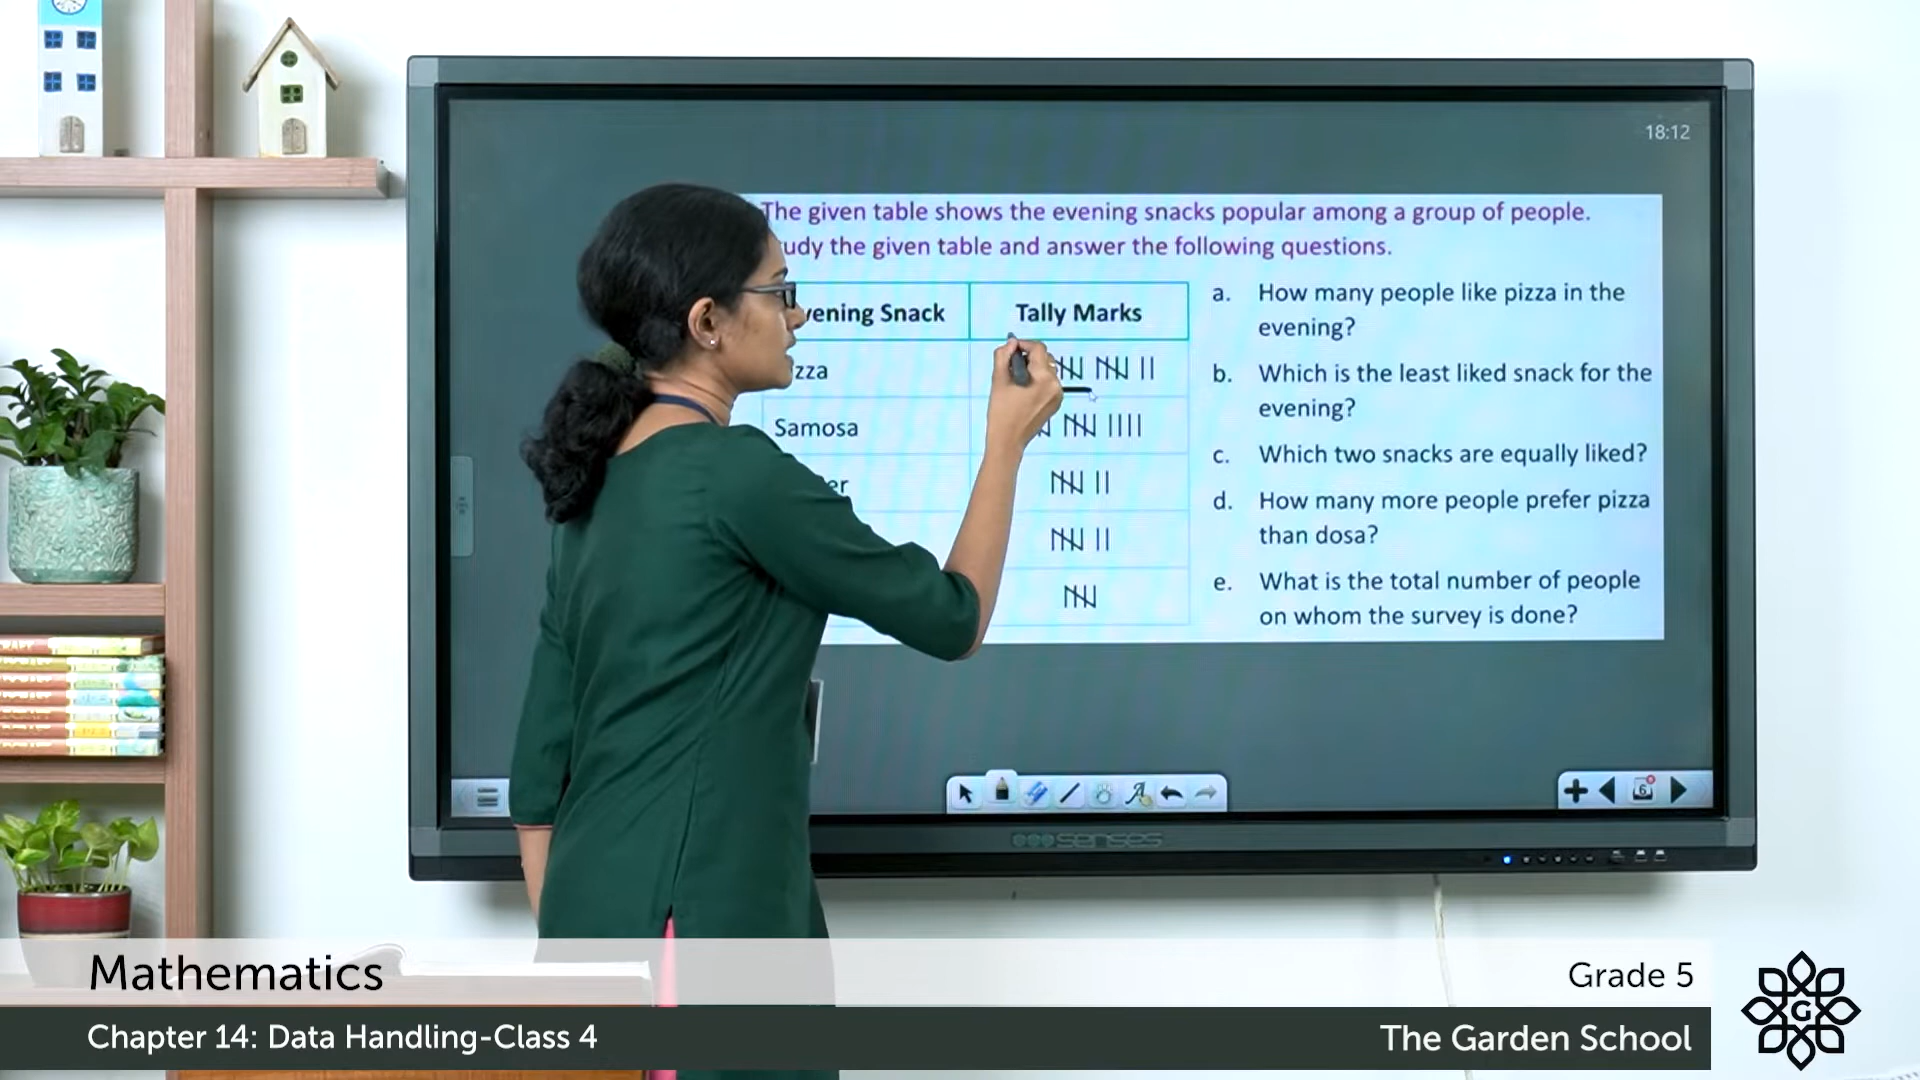 18:12
The given table shows the evening snacks popular among a group of people.
udy the given table and answer the following questions.
vening Snack
Tally Marks
a. How many people like pizza in the
evening?
zza
b. Which is the least liked snack for the
evening?
Samosa
c. Which two snacks are equally liked?
er
d. How many more people prefer pizza
than dosa?
e. What is the total number of people
on whom the survey is done?
6
senses
Mathematics
Grade 5
Chapter 14: Data Handling-Class 4
The Garden School
G